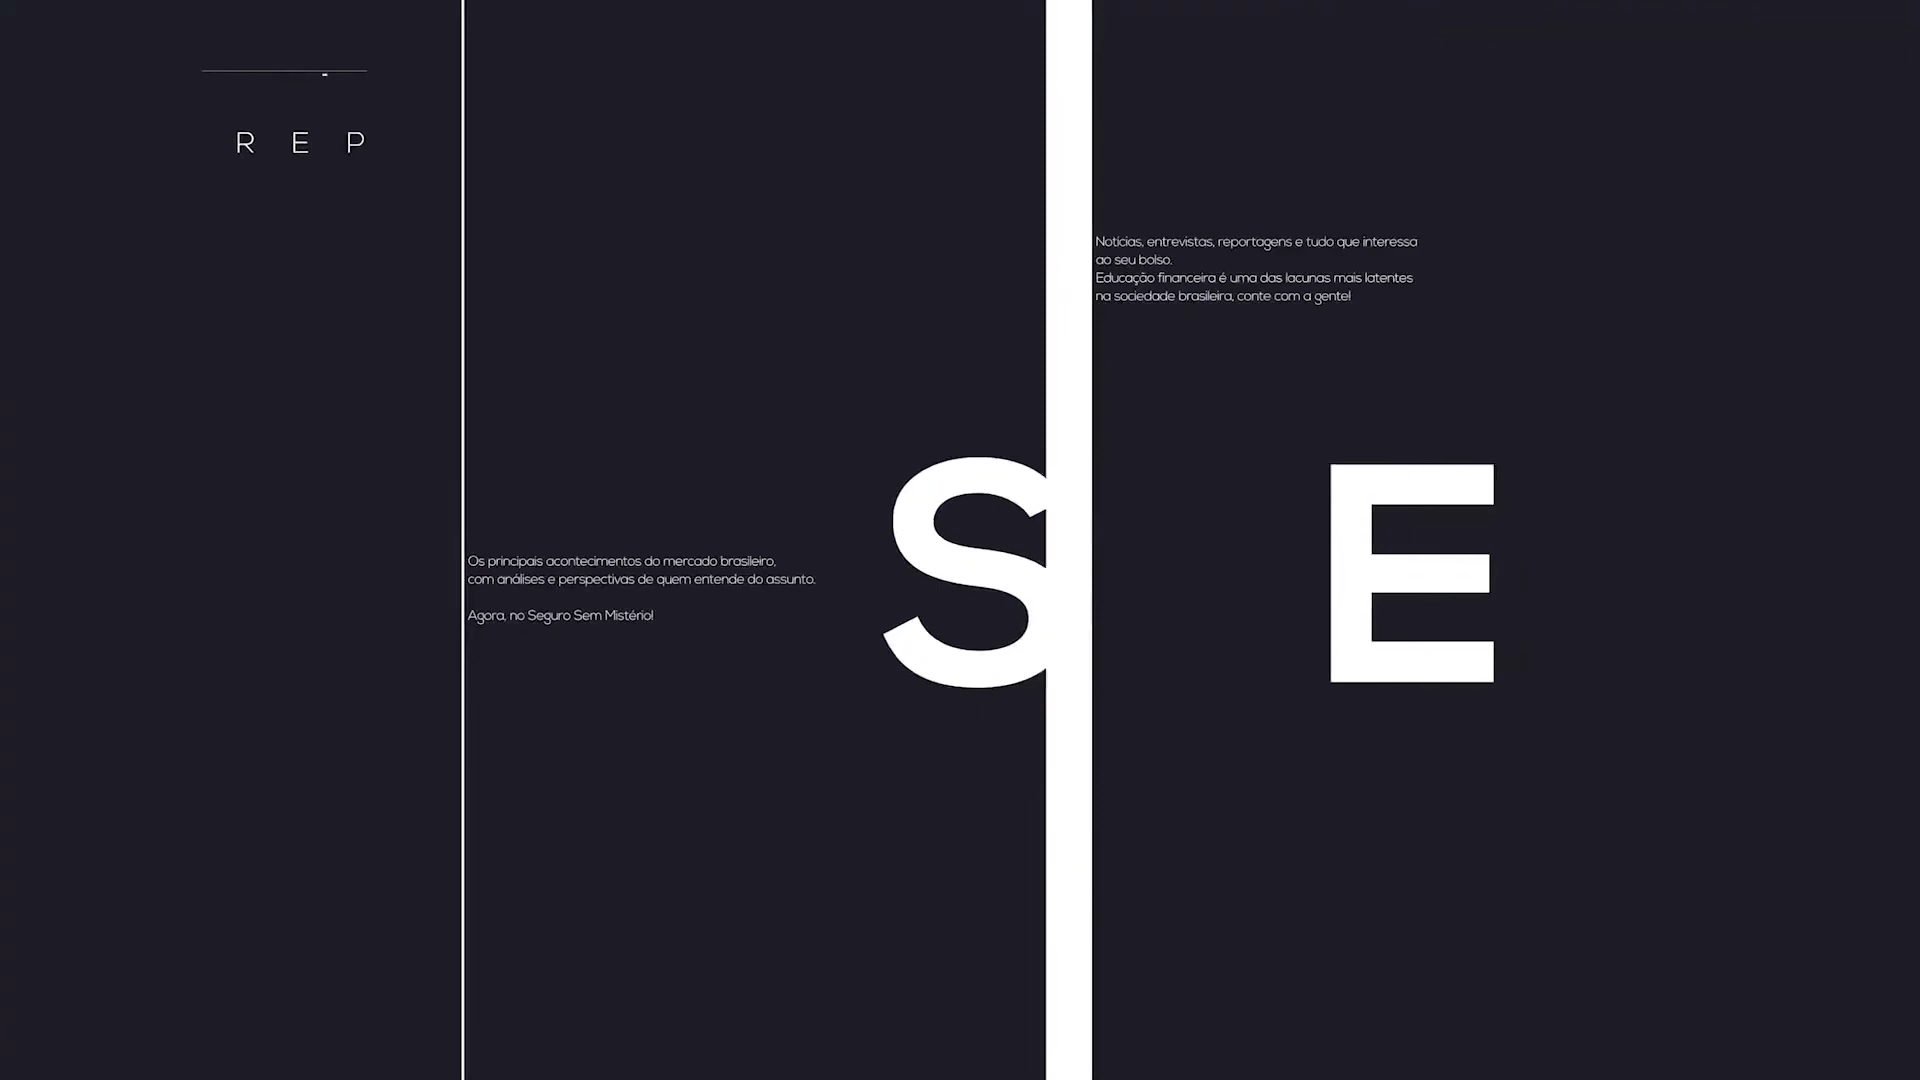 R E P
Notícias, entrevistas, reportagens e tudo que interessa
ao seu bolso.
Educação financeira é uma das lacunas mais latentes
na sociedade brasileira, conte com a gente!
S E
Os principais acontecimentos do mercado brasileiro,
com análises e perspectivas de quem entende do assunto.
Agora, no Seguro Sem Mistério!